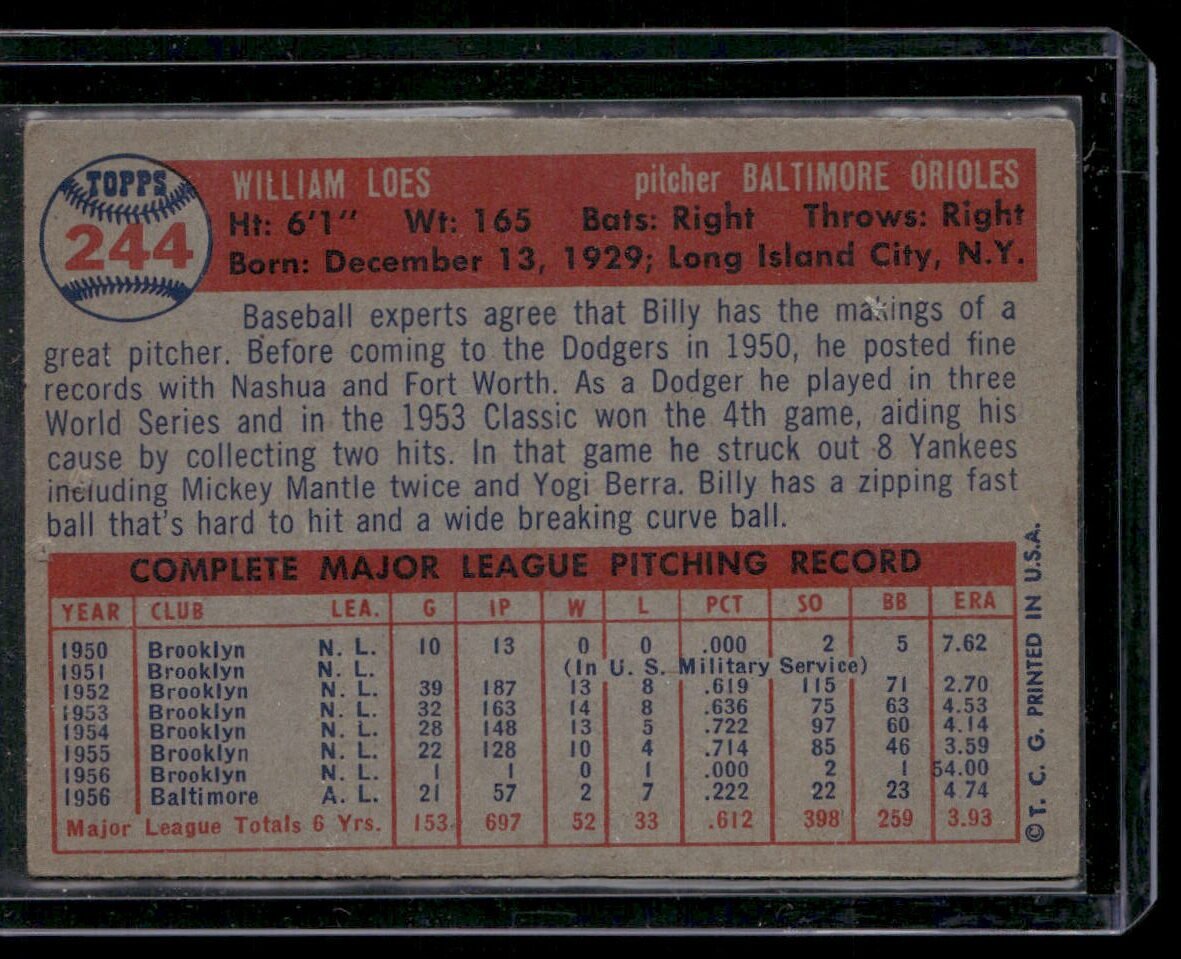 TOPPS
244
WILLIAM LOES pitcher BALTIMORE ORIOLES
Ht: 6'1" Wt: 165 Bats: Right Throws: Right
Born: December 13, 1929; Long Island City, N.Y.
Baseball experts agree that Billy has the makings of a
great pitcher. Before coming to the Dodgers in 1950, he posted fine
records with Nashua and Fort Worth. As a Dodger he played in three
World Series and in the 1953 Classic won the 4th game, aiding his
cause by collecting two hits. In that game he struck out 8 Yankees
including Mickey Mantle twice and Yogi Berra. Billy has a zipping fast
ball that's hard to hit and a wide breaking curve ball.
COMPLETE MAJOR LEAGUE PITCHING RECORD
YEAR CLUB LEA. G IP W L PCT SO BB ERA
1950 Brooklyn N. L. 10 13 0 0 .000 2 5 7.62
1951 Brooklyn N. L. (In U. S. Military Service)
1952 Brooklyn N. L. 39 187 13 8 .619 115 71 2.70
1953 Brooklyn N. L. 32 163 14 8 .636 75 63 4.53
1954 Brooklyn N. L. 28 148 13 5 .722 97 60 4.14
1955 Brooklyn N. L. 22 128 10 4 .714 85 46 3.59
1956 Brooklyn N. L. 1 1 0 1 .000 2 1 54.00
1956 Baltimore A. L. 21 57 2 7 .222 22 23 4.74
Major League Totals 6 Yrs. 153 697 52 33 .612 398 259 3.93
© T. C. G. PRINTED IN U.S.A.